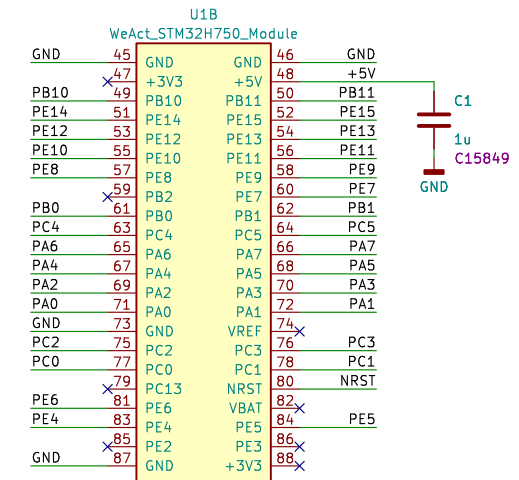 U1B
WeAct_STM32H750_Module
GND 45 GND GND 46 GND
47 +3V3 +5V 48 +5V
PB10 49 PB10 PB11 50 PB11
PE14 51 PE14 PE15 52 PE15
PE12 53 PE12 PE13 54 PE13
PE10 55 PE10 PE11 56 PE11
PE8 57 PE8 PE9 58 PE9
59 PB2 PE7 60 PE7
PB0 61 PB0 PB1 62 PB1
PC4 63 PC4 PC5 64 PC5
PA6 65 PA6 PA7 66 PA7
PA4 67 PA4 PA5 68 PA5
PA2 69 PA2 PA3 70 PA3
PA0 71 PA0 PA1 72 PA1
GND 73 GND VREF 74
PC2 75 PC2 PC3 76 PC3
PC0 77 PC0 PC1 78 PC1
79 PC13 NRST 80 NRST
PE6 81 PE6 VBAT 82
PE4 83 PE4 PE5 84 PE5
85 PE2 PE3 86
GND 87 GND +3V3 88
C1
1u
C15849
GND